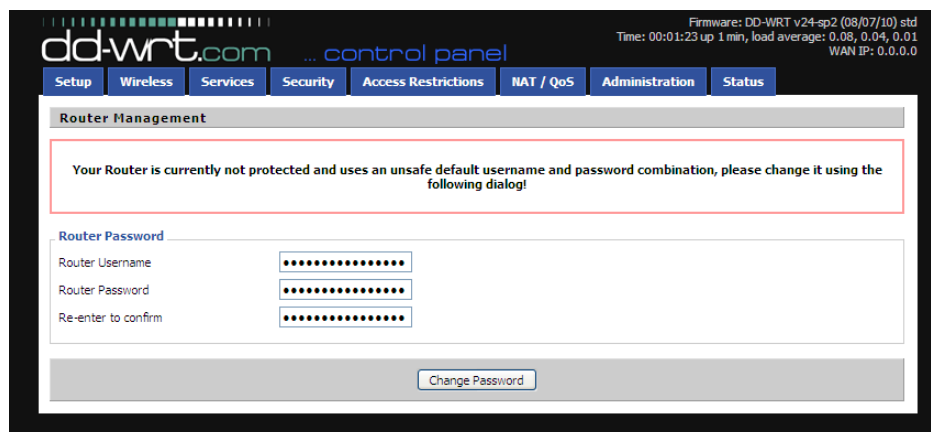 Firmware: DD-WRT v24-sp2 (08/07/10) std
Time: 00:01:23 up 1 min, load average: 0.08, 0.04, 0.01
WAN IP: 0.0.0.0
dd-wrt.com ... control panel
Setup Wireless Services Security Access Restrictions NAT / QoS Administration Status
Router Management
Your Router is currently not protected and uses an unsafe default username and password combination, please change it using the
following dialog!
Router Password
Router Username ••••••••••••••••
Router Password ••••••••••••••••
Re-enter to confirm ••••••••••••••••
Change Password